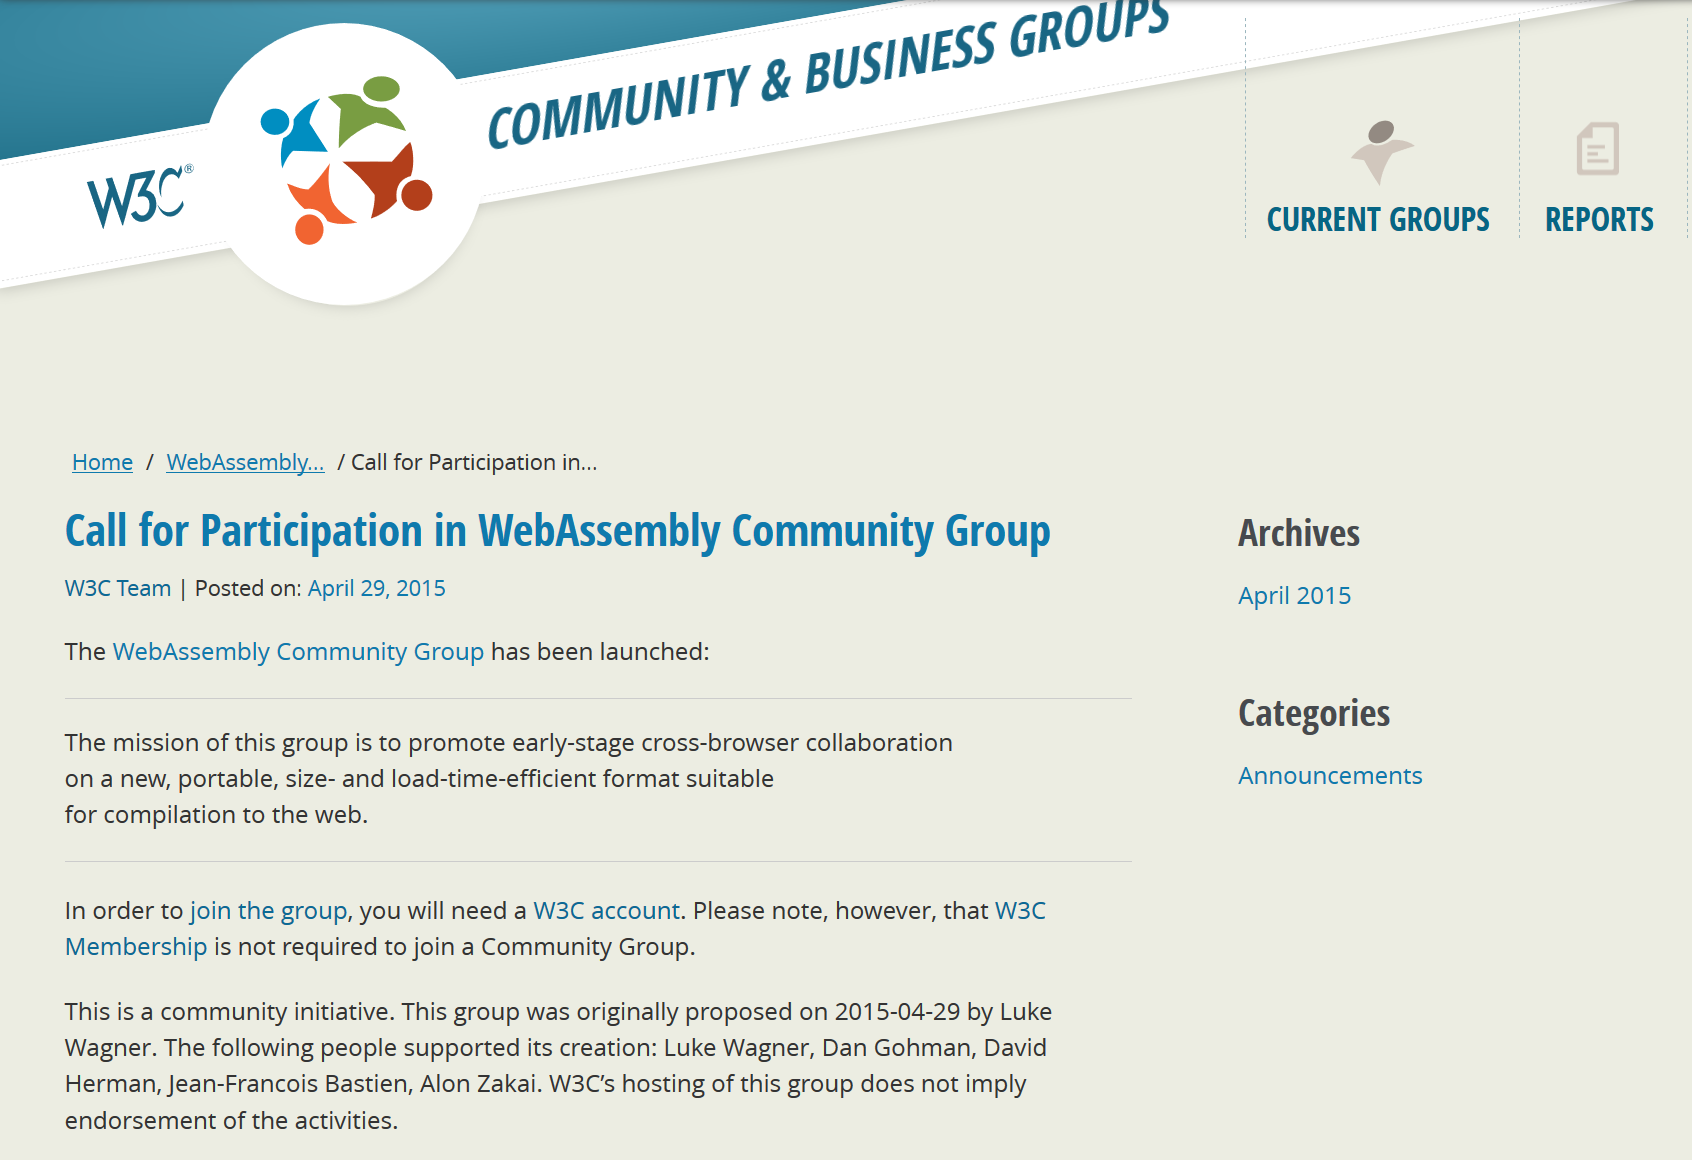 COMMUNITY & BUSINESS GROUPS
W3C®
CURRENT GROUPS
REPORTS
Home / WebAssembly... / Call for Participation in...
Call for Participation in WebAssembly Community Group
W3C Team | Posted on: April 29, 2015
The WebAssembly Community Group has been launched:
The mission of this group is to promote early-stage cross-browser collaboration
on a new, portable, size- and load-time-efficient format suitable
for compilation to the web.
In order to join the group, you will need a W3C account. Please note, however, that W3C
Membership is not required to join a Community Group.
This is a community initiative. This group was originally proposed on 2015-04-29 by Luke
Wagner. The following people supported its creation: Luke Wagner, Dan Gohman, David
Herman, Jean-Francois Bastien, Alon Zakai. W3C’s hosting of this group does not imply
endorsement of the activities.
Archives
April 2015
Categories
Announcements